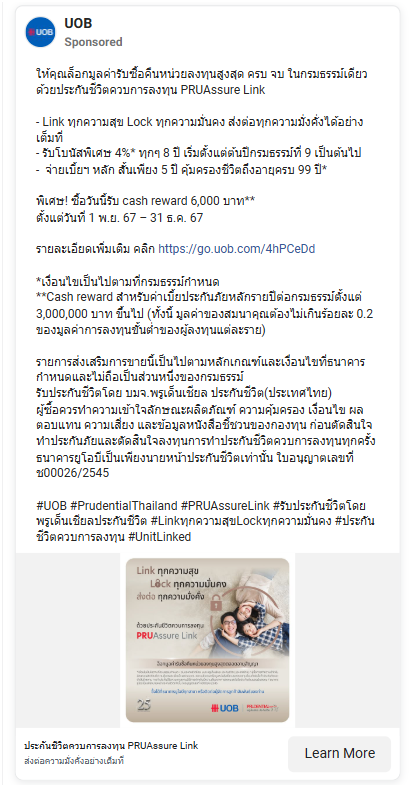 UOB
Sponsored
ให้คุณล็อกมูลค่ารับซื้อคืนหน่วยลงทุนสูงสุด ครบ จบ ในกรมธรรม์เดียว
ด้วยประกันชีวิตควบการลงทุน PRUAssure Link
- Link ทุกความสุข Lock ทุกความมั่นคง ส่งต่อทุกความมั่งคั่งได้อย่าง
เต็มที่
- รับโบนัสพิเศษ 4%* ทุกๆ 8 ปี เริ่มตั้งแต่ต้นปีกรมธรรม์ที่ 9 เป็นต้นไป
- จ่ายเบี้ยฯ หลัก สั้นเพียง 5 ปี คุ้มครองชีวิตถึงอายุครบ 99 ปี*
พิเศษ! ซื้อวันนี้รับ cash reward 6,000 บาท**
ตั้งแต่วันที่ 1 พ.ย. 67 – 31 ธ.ค. 67
รายละเอียดเพิ่มเติม คลิก https://go.uob.com/4hPCeDd
*เงื่อนไขเป็นไปตามที่กรมธรรม์กำหนด
**Cash reward สำหรับค่าเบี้ยประกันภัยหลักรายปีต่อกรมธรรม์ตั้งแต่
3,000,000 บาท ขึ้นไป (ทั้งนี้ มูลค่าของสมนาคุณต้องไม่เกินร้อยละ 0.2
ของมูลค่าการลงทุนขั้นต่ำของผู้ลงทุนแต่ละราย)
รายการส่งเสริมการขายนี้เป็นไปตามหลักเกณฑ์และเงื่อนไขที่ธนาคาร
กำหนดและไม่ถือเป็นส่วนหนึ่งของกรมธรรม์
รับประกันชีวิตโดย บมจ.พรูเด็นเชียล ประกันชีวิต(ประเทศไทย)
ผู้ซื้อควรทำความเข้าใจลักษณะผลิตภัณฑ์ ความคุ้มครอง เงื่อนไข ผล
ตอบแทน ความเสี่ยง และข้อมูลหนังสือชี้ชวนของกองทุน ก่อนตัดสินใจ
ทำประกันภัยและตัดสินใจลงทุนการทำประกันชีวิตควบการลงทุนทุกครั้ง
ธนาคารยูโอบีเป็นเพียงนายหน้าประกันชีวิตเท่านั้น ใบอนุญาตเลขที่
ช00026/2545
#UOB #PrudentialThailand #PRUAssureLink #รับประกันชีวิตโดย
พรูเด็นเชียลประกันชีวิต #LinkทุกความสุขLockทุกความมั่นคง #ประกัน
ชีวิตควบการลงทุน #UnitLinked
Link ทุกความสุข
Lock ทุกความมั่นคง
ส่งต่อ ทุกความมั่งคั่ง
ด้วยประกันชีวิตควบการลงทุน
PRUAssure Link
25
UOB
PRUDENTIAL
ประกันชีวิตควบการลงทุน PRUAssure Link
ส่งต่อความมั่งคั่งอย่างเต็มที่
Learn More